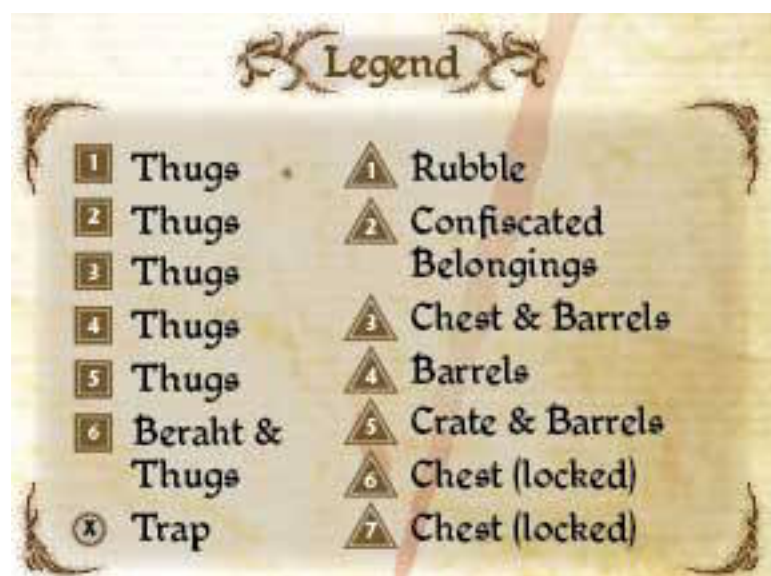 Legend
1 Thugs
2 Thugs
3 Thugs
4 Thugs
5 Thugs
6 Beraht &
Thugs
X Trap
1 Rubble
2 Confiscated
Belongings
3 Chest & Barrels
4 Barrels
5 Crate & Barrels
6 Chest (locked)
7 Chest (locked)